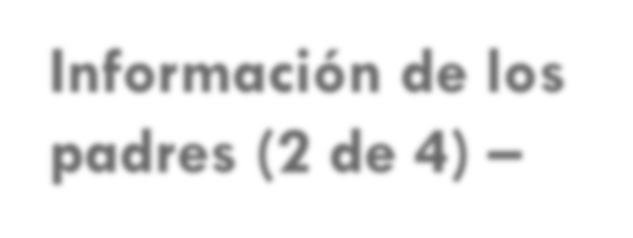 Información de los
padres (2 de 4) –